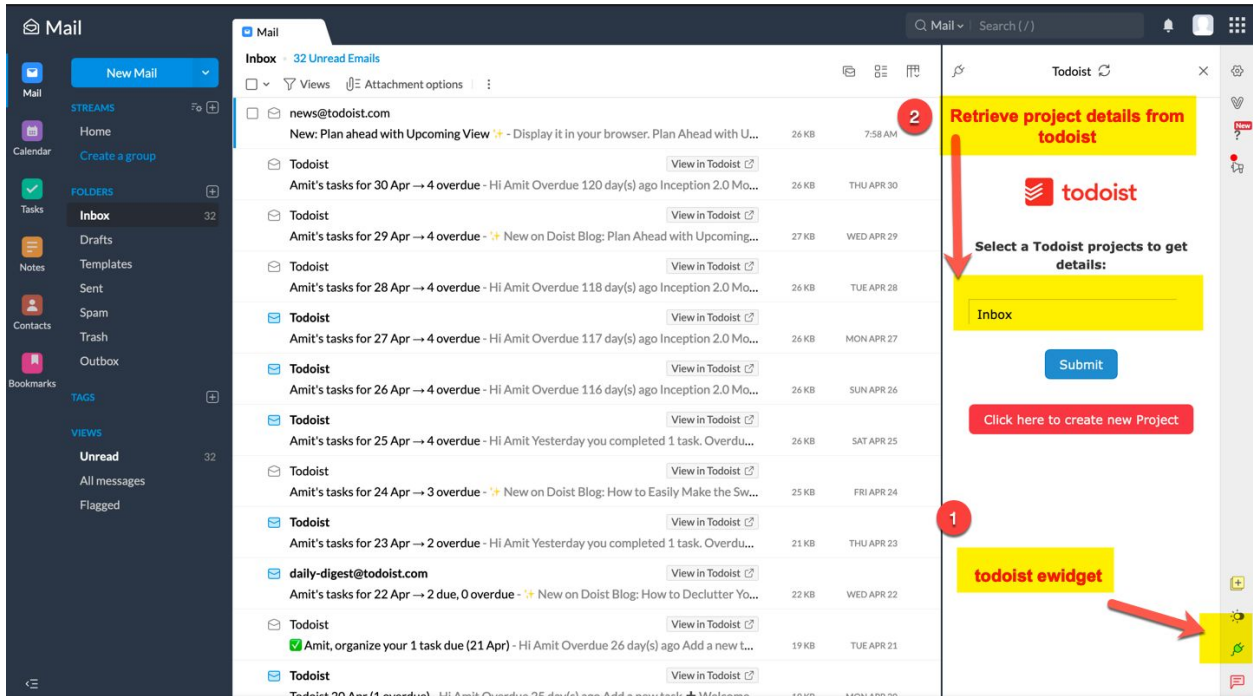 Mail
Mail
Mail
Search ( / )
Mail
Calendar
Tasks
Notes
Contacts
Bookmarks
New Mail
STREAMS
Home
Create a group
FOLDERS
Inbox 32
Drafts
Templates
Sent
Spam
Trash
Outbox
TAGS
VIEWS
Unread 32
All messages
Flagged
Inbox 32 Unread Emails
Views Attachment options
news@todoist.com
New: Plan ahead with Upcoming View ✨ - Display it in your browser. Plan Ahead with U... 26 KB 7:58 AM
Todoist View in Todoist
Amit's tasks for 30 Apr → 4 overdue - Hi Amit Overdue 120 day(s) ago Inception 2.0 Mo... 26 KB THU APR 30
Todoist View in Todoist
Amit's tasks for 29 Apr → 4 overdue - ✨ New on Doist Blog: Plan Ahead with Upcoming... 27 KB WED APR 29
Todoist View in Todoist
Amit's tasks for 28 Apr → 4 overdue - Hi Amit Overdue 118 day(s) ago Inception 2.0 Mo... 26 KB TUE APR 28
Todoist View in Todoist
Amit's tasks for 27 Apr → 4 overdue - Hi Amit Overdue 117 day(s) ago Inception 2.0 Mo... 26 KB MON APR 27
Todoist View in Todoist
Amit's tasks for 26 Apr → 4 overdue - Hi Amit Overdue 116 day(s) ago Inception 2.0 Mo... 26 KB SUN APR 26
Todoist View in Todoist
Amit's tasks for 25 Apr → 4 overdue - Hi Amit Yesterday you completed 1 task. Overdu... 26 KB SAT APR 25
Todoist View in Todoist
Amit's tasks for 24 Apr → 3 overdue - ✨ New on Doist Blog: How to Easily Make the Sw... 25 KB FRI APR 24
Todoist View in Todoist
Amit's tasks for 23 Apr → 2 overdue - Hi Amit Yesterday you completed 1 task. Overdu... 21 KB THU APR 23
daily-digest@todoist.com View in Todoist
Amit's tasks for 22 Apr → 2 due, 0 overdue - ✨ New on Doist Blog: How to Declutter Yo... 22 KB WED APR 22
Todoist View in Todoist
✅ Amit, organize your 1 task due (21 Apr) - Hi Amit Overdue 26 day(s) ago Add a new t... 19 KB TUE APR 21
Todoist View in Todoist
Todoist
2
Retrieve project details from
todoist
todoist
Select a Todoist projects to get
details:
Inbox
Submit
Click here to create new Project
1
todoist ewidget
New
?